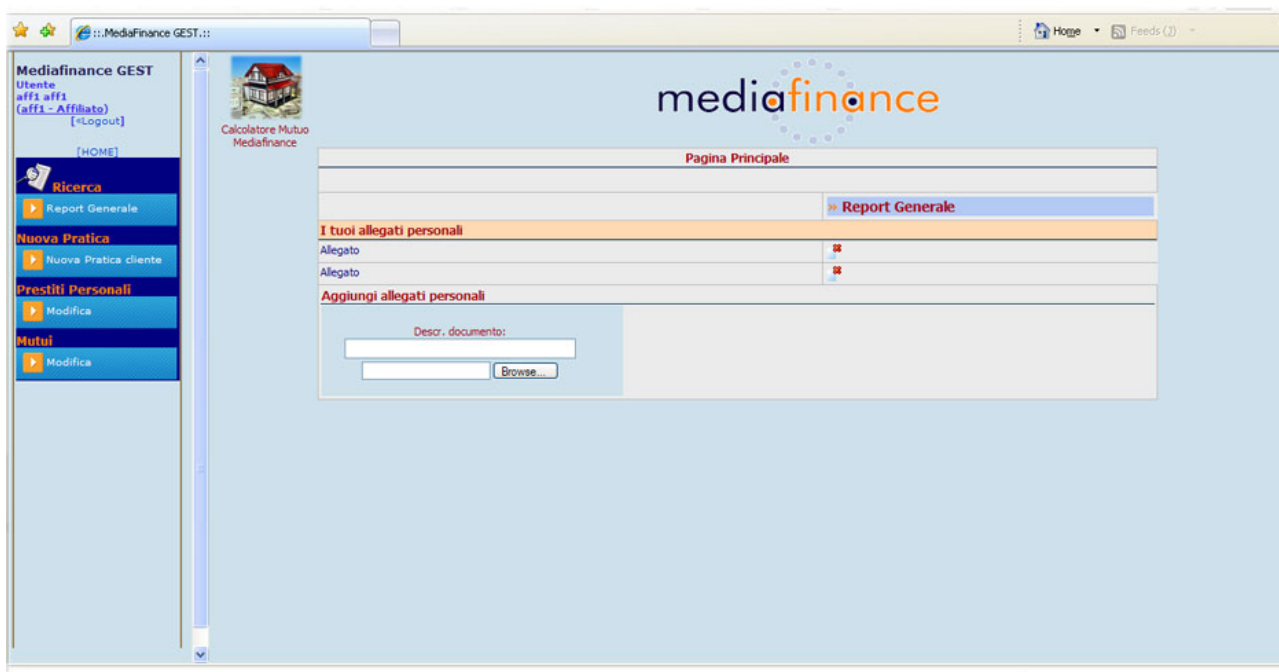 ::.MediaFinance GEST.::
Home
Feeds (J)
Mediafinance GEST
Utente
aff1 aff1
(aff1 - Affiliato)
[<Logout]
[HOME]
Ricerca
Report Generale
Nuova Pratica
Nuova Pratica cliente
Prestiti Personali
Modifica
Mutui
Modifica
Calcolatore Mutuo
Mediafinance
mediafinance
Pagina Principale
» Report Generale
I tuoi allegati personali
Allegato
Allegato
Aggiungi allegati personali
Descr. documento:
Browse...